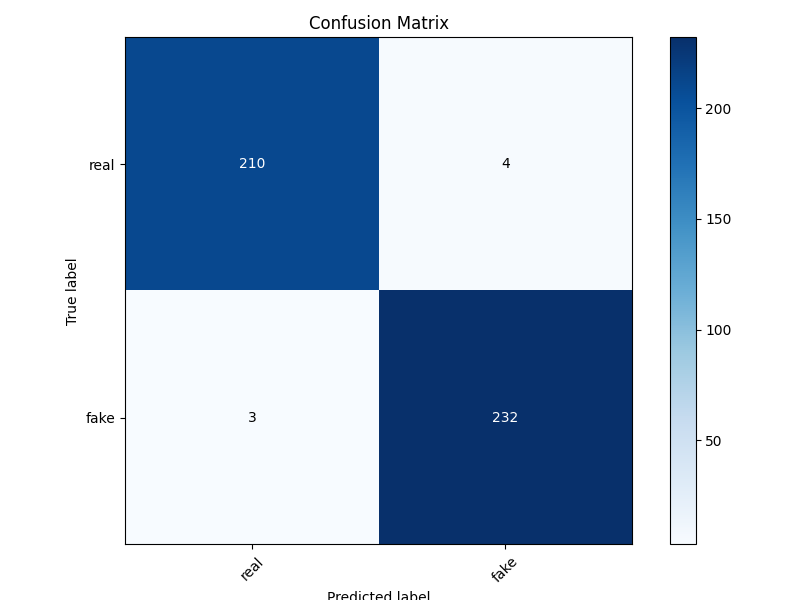 Confusion Matrix
real 210 4
fake 3 232
True label
real fake
Predicted label
200
150
100
50